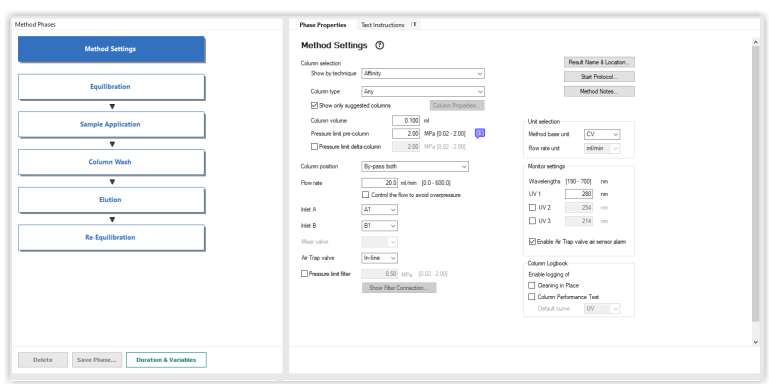 Method Phases
Method Settings
Equilibration
Sample Application
Column Wash
Elution
Re-Equilibration
Delete Save Phase... Duration & Variables
Phase Properties Text Instructions
Method Settings ?
Column selection
Show by technique Affinity
Column type Any
Show only suggested columns Column Properties...
Column volume 0.100 ml
Pressure limit pre-column 2.00 MPa [0.02 - 2.00]
Pressure limit delta-column 2.00 MPa [0.02 - 2.00]
Column position By-pass both
Flow rate 20.0 ml/min [0.0 - 600.0]
Control the flow to avoid overpressure
Inlet A A1
Inlet B B1
Mixer valve
Air Trap valve In-line
Pressure limit filter 0.50 MPa [0.02 - 2.00]
Show Filter Connection...
Result Name & Location...
Start Protocol...
Method Notes...
Unit selection
Method base unit CV
Flow rate unit ml/min
Monitor settings
Wavelengths [190 - 700] nm
UV 1 280 nm
UV 2 254 nm
UV 3 214 nm
Enable Air Trap valve air sensor alarm
Column Logbook
Enable logging of
Cleaning in Place
Column Performance Test
Default curve UV